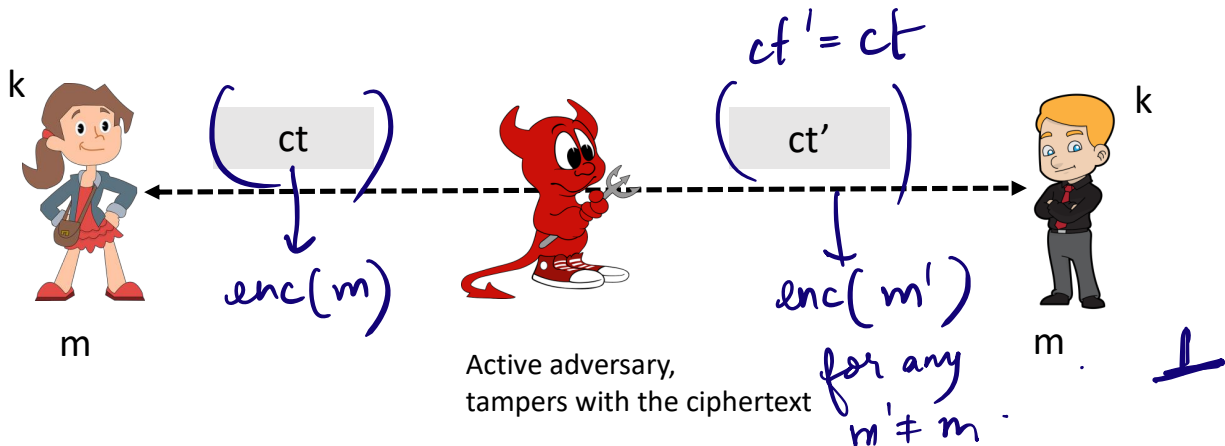 ct' = ct
k
k
ct
ct'
enc(m)
enc(m')
m
m
for any
m' ≠ m.
⊥
Active adversary,
tampers with the ciphertext